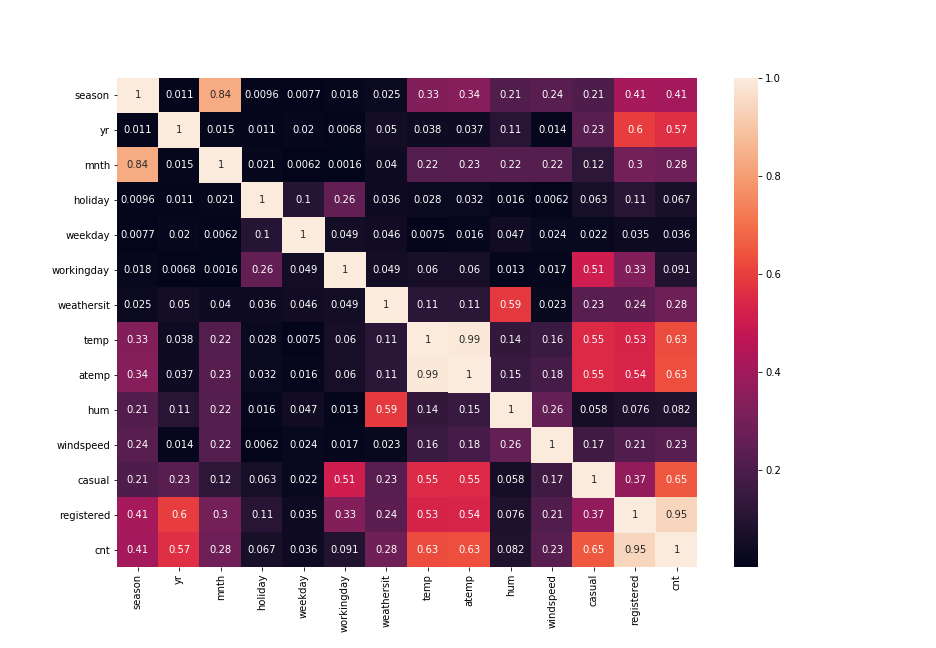 season 1 0.011 0.84 0.0096 0.0077 0.018 0.025 0.33 0.34 0.21 0.24 0.21 0.41 0.41
yr 0.011 1 0.015 0.011 0.02 0.0068 0.05 0.038 0.037 0.11 0.014 0.23 0.6 0.57
mnth 0.84 0.015 1 0.021 0.0062 0.0016 0.04 0.22 0.23 0.22 0.22 0.12 0.3 0.28
holiday 0.0096 0.011 0.021 1 0.1 0.26 0.036 0.028 0.032 0.016 0.0062 0.063 0.11 0.067
weekday 0.0077 0.02 0.0062 0.1 1 0.049 0.046 0.0075 0.016 0.047 0.024 0.022 0.035 0.036
workingday 0.018 0.0068 0.0016 0.26 0.049 1 0.049 0.06 0.06 0.013 0.017 0.51 0.33 0.091
weathersit 0.025 0.05 0.04 0.036 0.046 0.049 1 0.11 0.11 0.59 0.023 0.23 0.24 0.28
temp 0.33 0.038 0.22 0.028 0.0075 0.06 0.11 1 0.99 0.14 0.16 0.55 0.53 0.63
atemp 0.34 0.037 0.23 0.032 0.016 0.06 0.11 0.99 1 0.15 0.18 0.55 0.54 0.63
hum 0.21 0.11 0.22 0.016 0.047 0.013 0.59 0.14 0.15 1 0.26 0.058 0.076 0.082
windspeed 0.24 0.014 0.22 0.0062 0.024 0.017 0.023 0.16 0.18 0.26 1 0.17 0.21 0.23
casual 0.21 0.23 0.12 0.063 0.022 0.51 0.23 0.55 0.55 0.058 0.17 1 0.37 0.65
registered 0.41 0.6 0.3 0.11 0.035 0.33 0.24 0.53 0.54 0.076 0.21 0.37 1 0.95
cnt 0.41 0.57 0.28 0.067 0.036 0.091 0.28 0.63 0.63 0.082 0.23 0.65 0.95 1
season yr mnth holiday weekday workingday weathersit temp atemp hum windspeed casual registered cnt
1.0
0.8
0.6
0.4
0.2